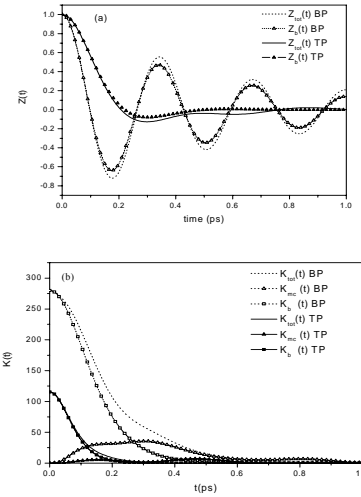 (a)
Z_tot(t) BP
Z_b(t) BP
Z_tot(t) TP
Z_b(t) TP
1.0
0.8
0.6
0.4
0.2
0.0
-0.2
-0.4
-0.6
-0.8
Z(t)
0.0 0.2 0.4 0.6 0.8 1.0
time (ps)
(b)
K_tot(t) BP
K_mc(t) BP
K_b (t) BP
K_tot(t) TP
K_mc(t) TP
K_b (t) TP
300
250
200
150
100
50
0
K(t)
0.0 0.2 0.4 0.6 0.8 1.0
t(ps)